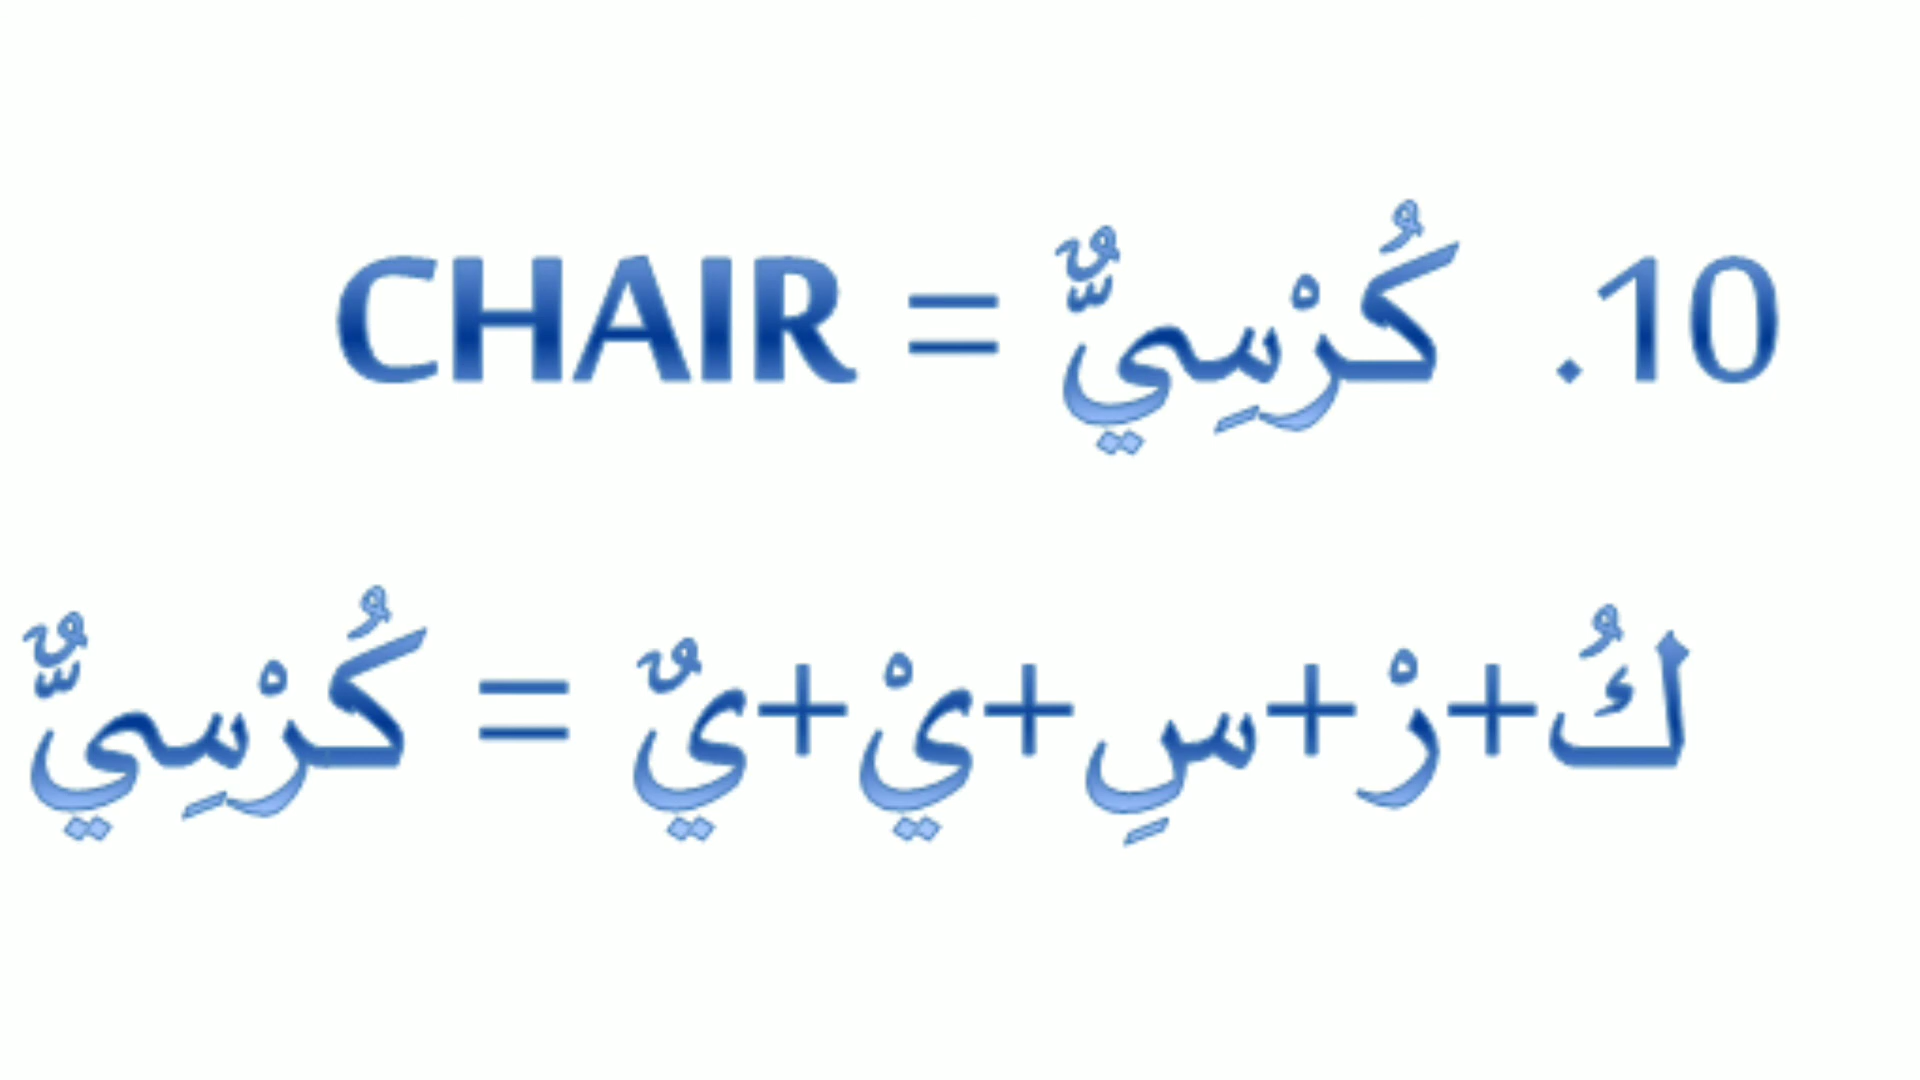 10. كُرْسِيٌّ = CHAIR
كُ+رْ+سِ+يْ+يٌ = كُرْسِيٌّ